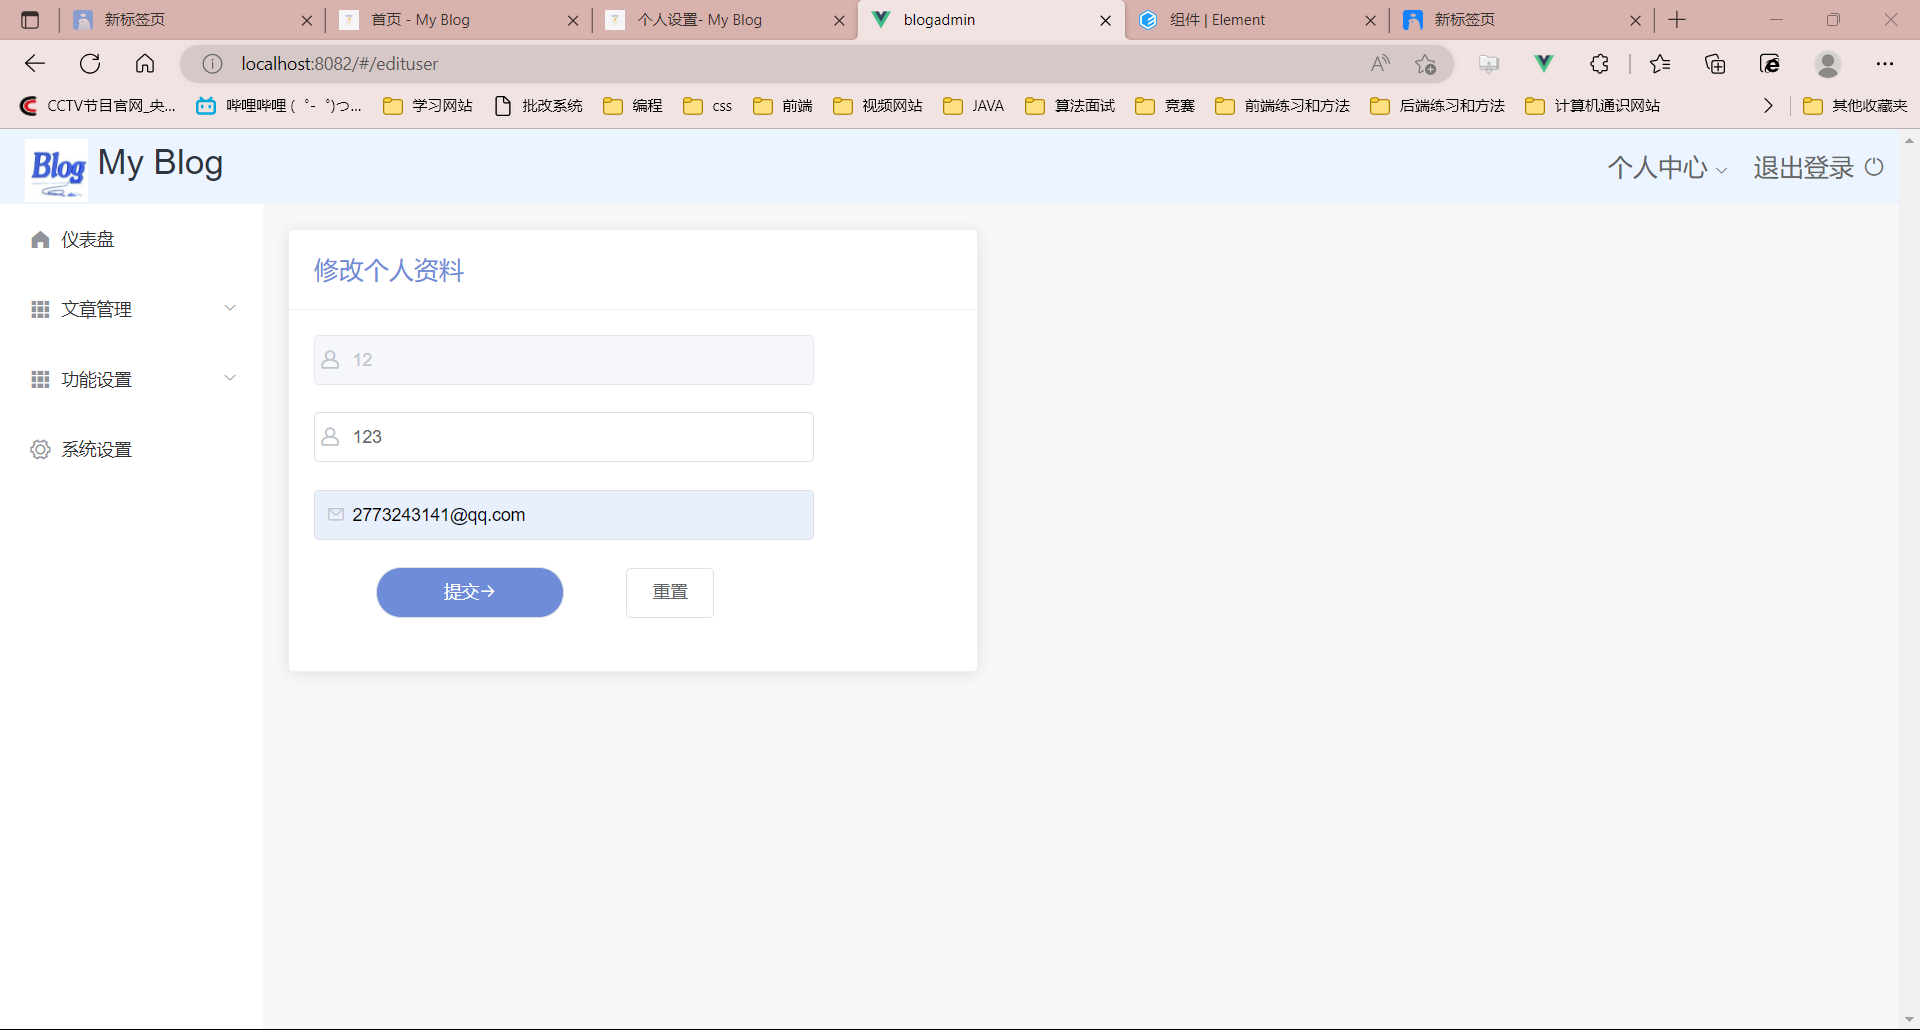 新标签页
首页 - My Blog
个人设置- My Blog
blogadmin
组件 | Element
新标签页
localhost:8082/#/edituser
CCTV节目官网_央...
哔哩哔哩 (゜-゜)つ...
学习网站
批改系统
编程
css
前端
视频网站
JAVA
算法面试
竞赛
前端练习和方法
后端练习和方法
计算机通识网站
其他收藏夹
Blog
My Blog
个人中心
退出登录
仪表盘
文章管理
功能设置
系统设置
修改个人资料
12
123
2773243141@qq.com
提交→
重置